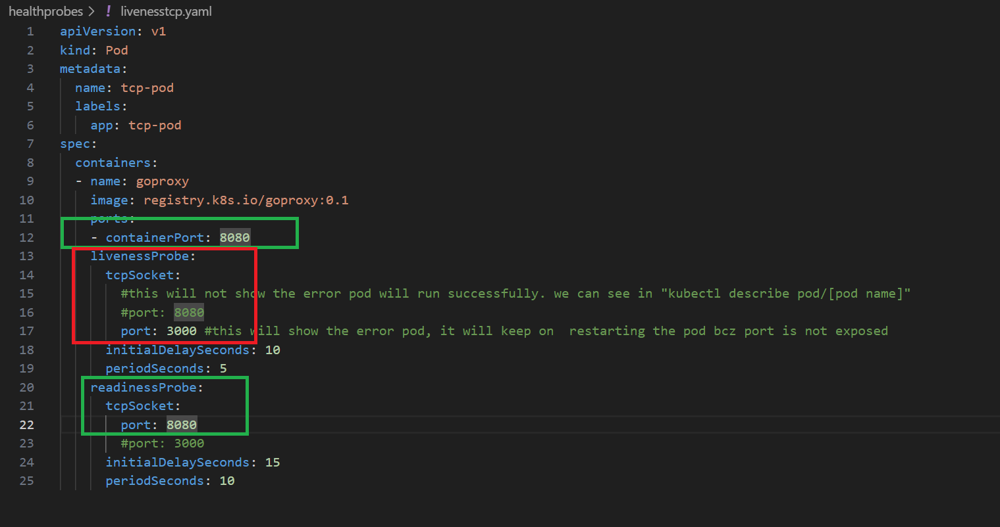 healthprobes > ! livenesstcp.yaml
1 apiVersion: v1
2 kind: Pod
3 metadata:
4   name: tcp-pod
5   labels:
6     app: tcp-pod
7 spec:
8   containers:
9   - name: goproxy
10     image: registry.k8s.io/goproxy:0.1
11     ports:
12     - containerPort: 8080
13     livenessProbe:
14       tcpSocket:
15         #this will not show the error pod will run successfully. we can see in "kubectl describe pod/[pod name]"
16         #port: 8080
17         port: 3000 #this will show the error pod, it will keep on  restarting the pod bcz port is not exposed
18       initialDelaySeconds: 10
19       periodSeconds: 5
20     readinessProbe:
21       tcpSocket:
22         port: 8080
23         #port: 3000
24       initialDelaySeconds: 15
25       periodSeconds: 10